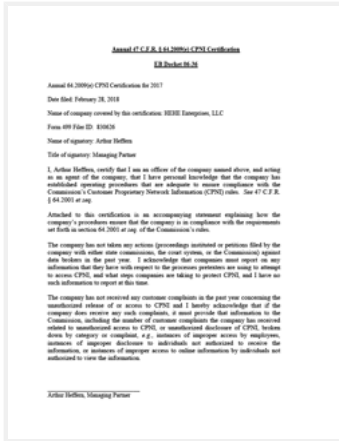 Annual 47 C.F.R. § 64.2009(e) CPNI Certification
EB Docket 06-36
Annual 64.2009(e) CPNI Certification for 2017
Date filed: February 28, 2018
Name of company covered by this certification: HEHE Enterprises, LLC
Form 499 Filer ID: 830626
Name of signatory: Arthur Heffern
Title of signatory: Managing Partner
I, Arthur Heffern, certify that I am an officer of the company named above, and acting
as an agent of the company, that I have personal knowledge that the company has
established operating procedures that are adequate to ensure compliance with the
Commission's Customer Proprietary Network Information (CPNI) rules. See 47 C.F.R.
§ 64.2001 et seq.
Attached to this certification is an accompanying statement explaining how the
company's procedures ensure that the company is in compliance with the requirements
set forth in section 64.2001 et seq. of the Commission's rules.
The company has not taken any actions (proceedings instituted or petitions filed by the
company with either state commissions, the court system, or the Commission) against
data brokers in the past year. I acknowledge that companies must report on any
information that they have with respect to the processes pretexters are using to attempt
to access CPNI, and what steps companies are taking to protect CPNI, and I have no
such information to report at this time.
The company has not received any customer complaints in the past year concerning the
unauthorized release of or access to CPNI and I hereby acknowledge that if the
company does receive any such complaints, it must provide that information to the
Commission, including the number of customer complaints the company has received
related to unauthorized access to CPNI, or unauthorized disclosure of CPNI, broken
down by category or complaint, e.g., instances of improper access by employees,
instances of improper disclosure to individuals not authorized to receive the
information, or instances of improper access to online information by individuals not
authorized to view the information.
Arthur Heffern, Managing Partner